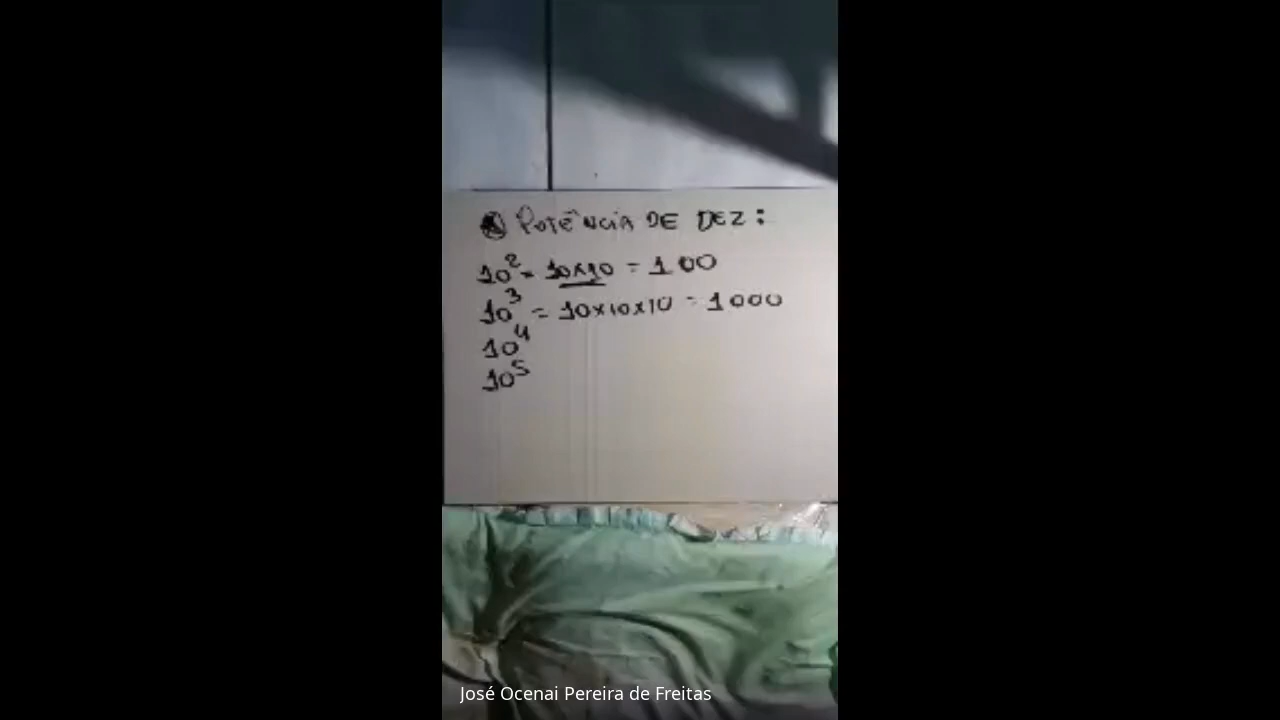 POTÊNCIA DE DEZ:
10² = 10x10 = 100
10³ = 10x10x10 = 1000
10⁴
10⁵
José Ocenai Pereira de Freitas